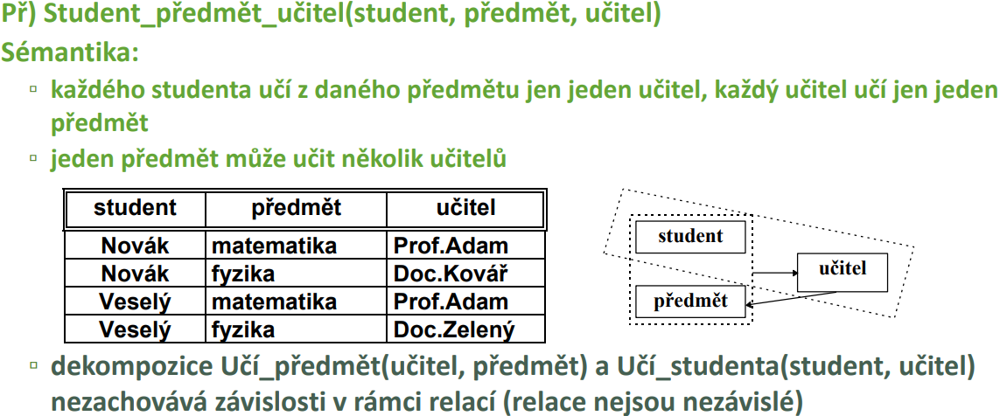 Př) Student_předmět_učitel(student, předmět, učitel)
Sémantika:
▫ každého studenta učí z daného předmětu jen jeden učitel, každý učitel učí jen jeden
předmět
▫ jeden předmět může učit několik učitelů
student předmět učitel
Novák matematika Prof.Adam
Novák fyzika Doc.Kovář
Veselý matematika Prof.Adam
Veselý fyzika Doc.Zelený
student
učitel
předmět
▫ dekompozice Učí_předmět(učitel, předmět) a Učí_studenta(student, učitel)
nezachovává závislosti v rámci relací (relace nejsou nezávislé)